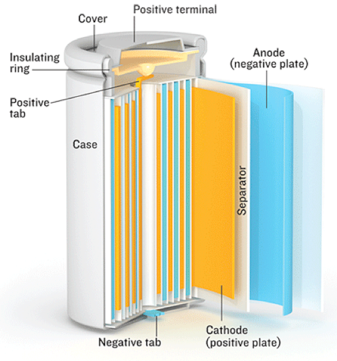 Positive terminal
Cover
Insulating
ring
Anode
(negative plate)
Positive
tab
Case
Separator
Cathode
(positive plate)
Negative tab